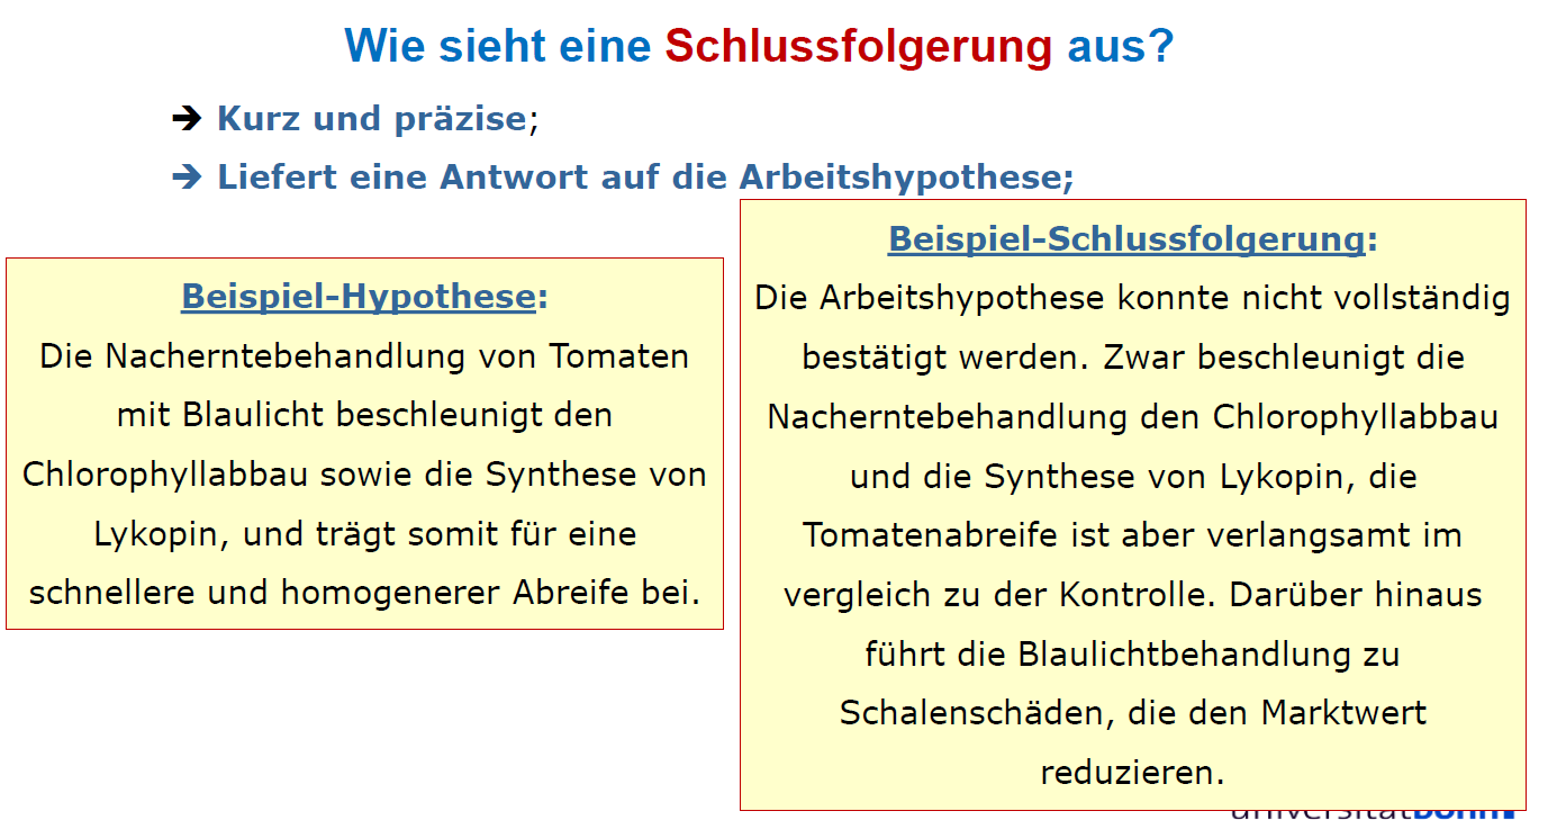 Wie sieht eine Schlussfolgerung aus?
➔ Kurz und präzise;
➔ Liefert eine Antwort auf die Arbeitshypothese;
Beispiel-Hypothese:
Die Nacherntebehandlung von Tomaten
mit Blaulicht beschleunigt den
Chlorophyllabbau sowie die Synthese von
Lykopin, und trägt somit für eine
schnellere und homogenerer Abreife bei.
Beispiel-Schlussfolgerung:
Die Arbeitshypothese konnte nicht vollständig
bestätigt werden. Zwar beschleunigt die
Nacherntebehandlung den Chlorophyllabbau
und die Synthese von Lykopin, die
Tomatenabreife ist aber verlangsamt im
vergleich zu der Kontrolle. Darüber hinaus
führt die Blaulichtbehandlung zu
Schalenschäden, die den Marktwert
reduzieren.
universitätbonn